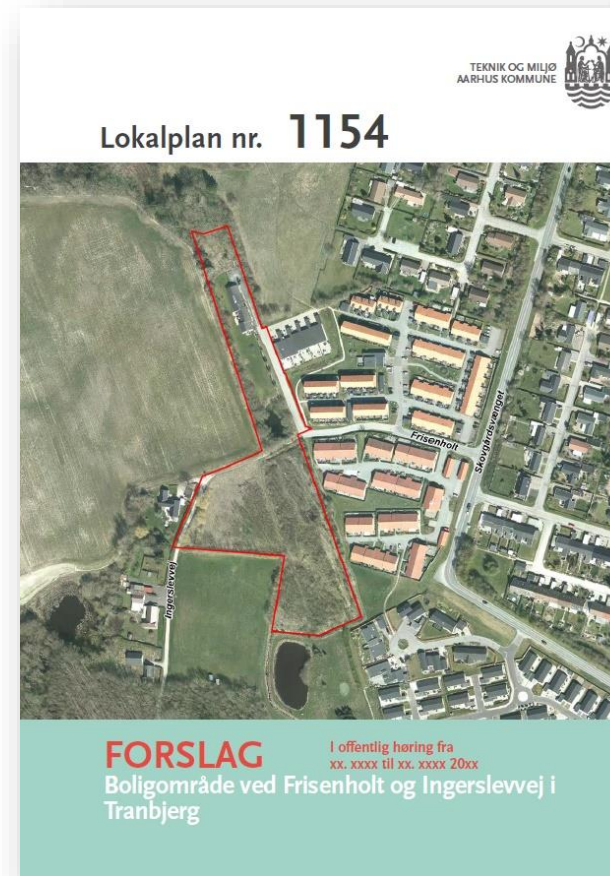 TEKNIK OG MILJØ
AARHUS KOMMUNE
Lokalplan nr. 1154
Frisenholt
Skovgårdsvænget
Ingerslevvej
FORSLAG
I offentlig høring fra
xx. xxxx til xx. xxxx 20xx
Boligområde ved Frisenholt og Ingerslevvej i
Tranbjerg